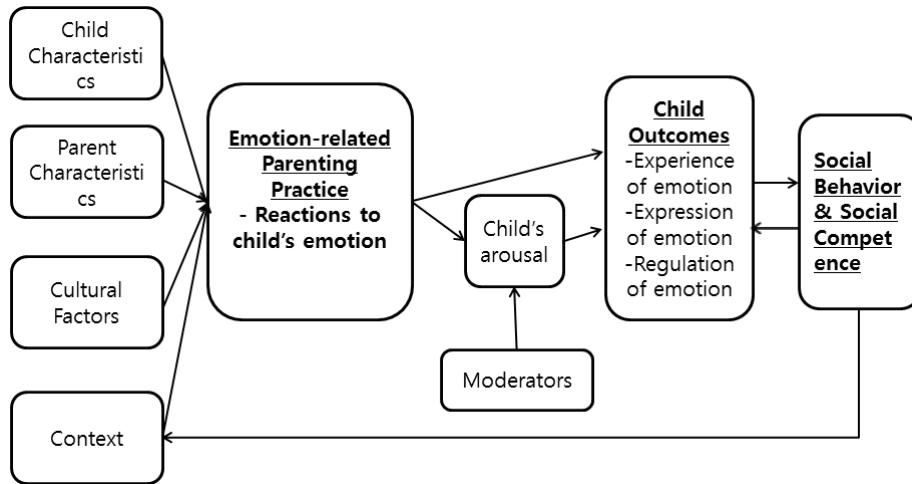 Child
Characteristi
cs
Parent
Characteristi
cs
Cultural
Factors
Context
Emotion-related
Parenting
Practice
- Reactions to
child's emotion
Child's
arousal
Moderators
Child
Outcomes
-Experience
of emotion
-Expression
of emotion
-Regulation
of emotion
Social
Behavior
& Social
Compet
ence